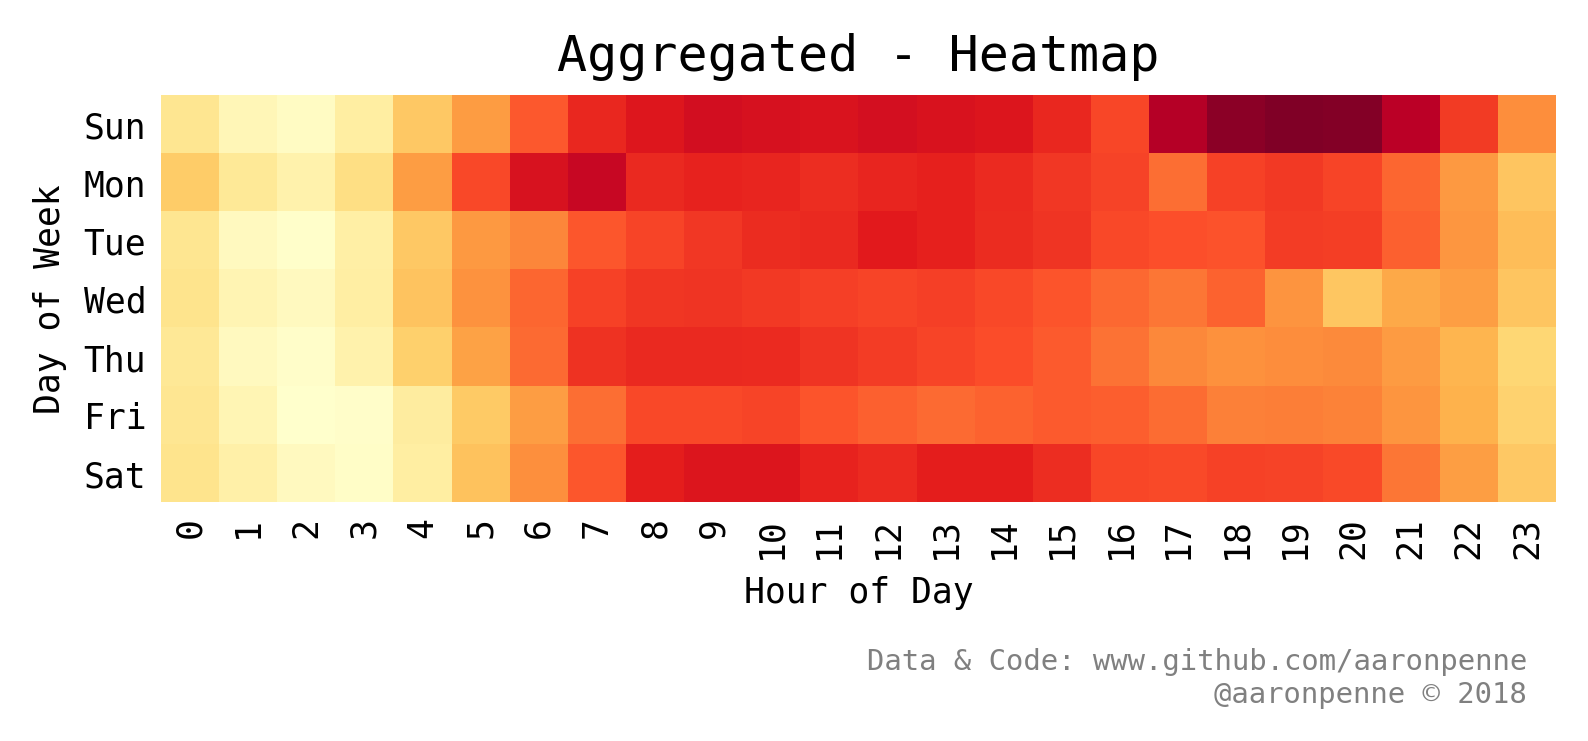 Aggregated - Heatmap
Day of Week
Sun
Mon
Tue
Wed
Thu
Fri
Sat
0 1 2 3 4 5 6 7 8 9 10 11 12 13 14 15 16 17 18 19 20 21 22 23
Hour of Day
Data & Code: www.github.com/aaronpenne
@aaronpenne © 2018